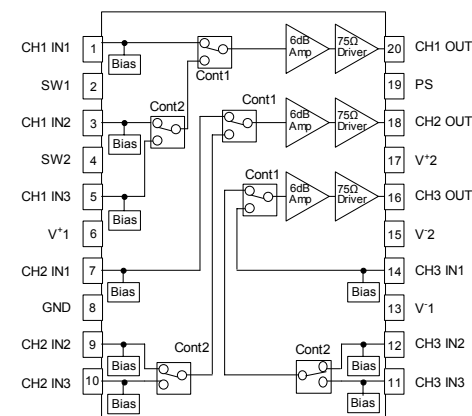 CH1 IN1 1 Bias Cont1 6dB Amp 75Ω Driver 20 CH1 OUT
SW1 2 19 PS
CH1 IN2 3 Bias Cont2 Cont1 6dB Amp 75Ω Driver 18 CH2 OUT
SW2 4 17 V+2
CH1 IN3 5 Bias Cont1 6dB Amp 75Ω Driver 16 CH3 OUT
V+1 6 15 V-2
CH2 IN1 7 Bias Bias 14 CH3 IN1
GND 8 13 V-1
CH2 IN2 9 Bias Cont2 Cont2 Bias 12 CH3 IN2
CH2 IN3 10 Bias Bias 11 CH3 IN3